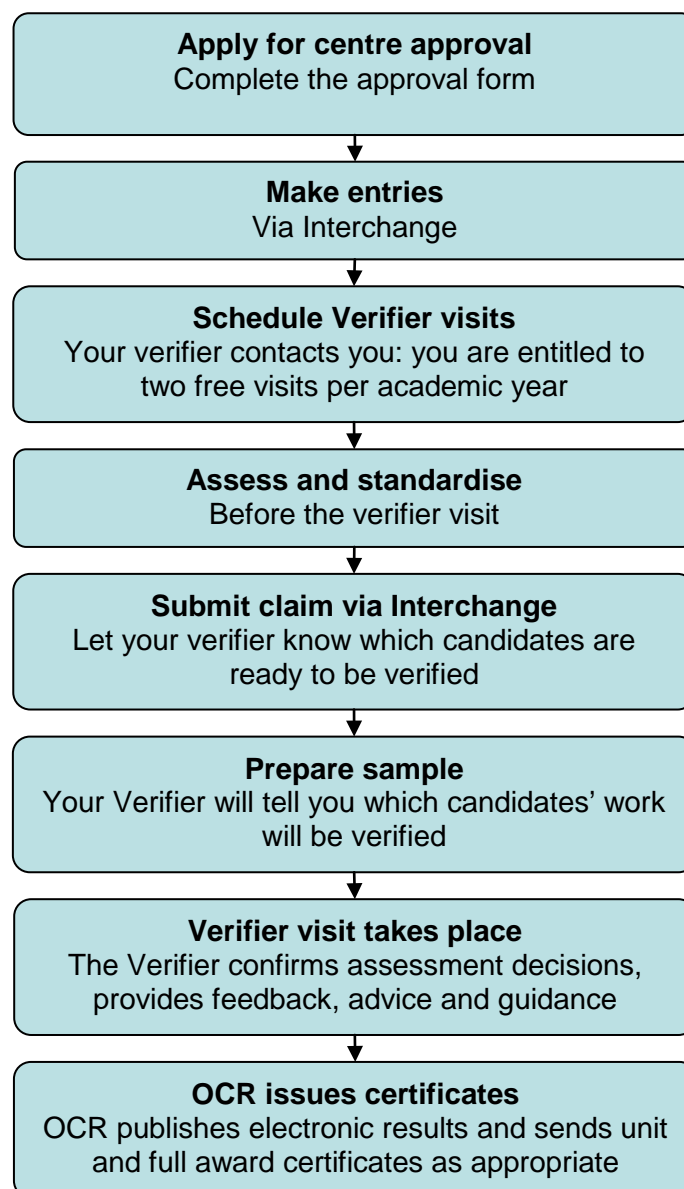 Apply for centre approval
Complete the approval form
Make entries
Via Interchange
Schedule Verifier visits
Your verifier contacts you: you are entitled to
two free visits per academic year
Assess and standardise
Before the verifier visit
Submit claim via Interchange
Let your verifier know which candidates are
ready to be verified
Prepare sample
Your Verifier will tell you which candidates’ work
will be verified
Verifier visit takes place
The Verifier confirms assessment decisions,
provides feedback, advice and guidance
OCR issues certificates
OCR publishes electronic results and sends unit
and full award certificates as appropriate